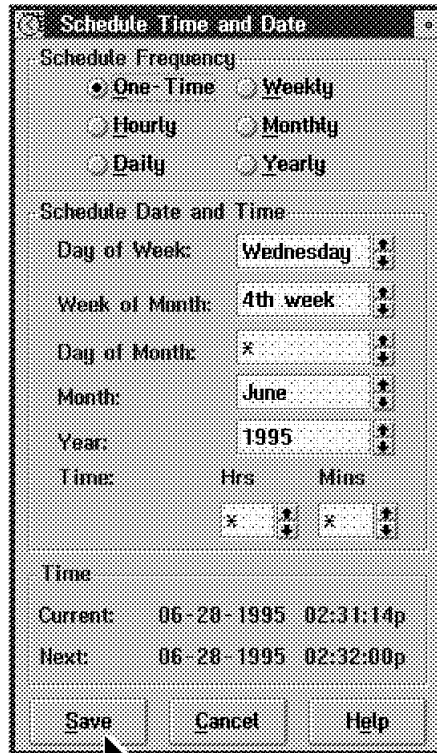 Schedule Time and Date
Schedule Frequency
One-Time Weekly
Hourly Monthly
Daily Yearly
Schedule Date and Time
Day of Week: Wednesday
Week of Month: 4th week
Day of Month: *
Month: June
Year: 1995
Time: Hrs Mins
* *
Time
Current: 06-28-1995 02:31:14p
Next: 06-28-1995 02:32:00p
Save Cancel Help